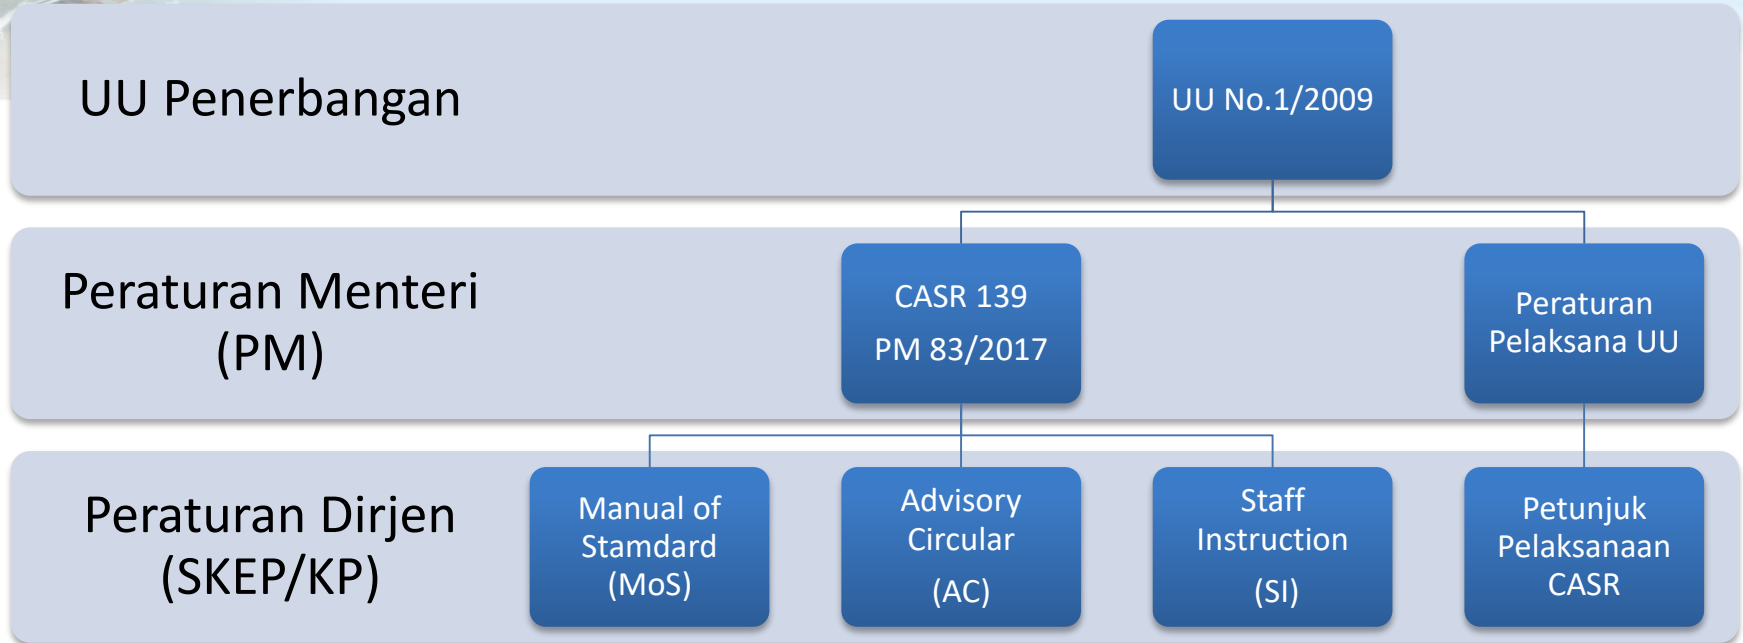 UU Penerbangan
UU No.1/2009
Peraturan Menteri
(PM)
CASR 139
PM 83/2017
Peraturan
Pelaksana UU
Peraturan Dirjen
(SKEP/KP)
Manual of
Stamdard
(MoS)
Advisory
Circular
(AC)
Staff
Instruction
(SI)
Petunjuk
Pelaksanaan
CASR